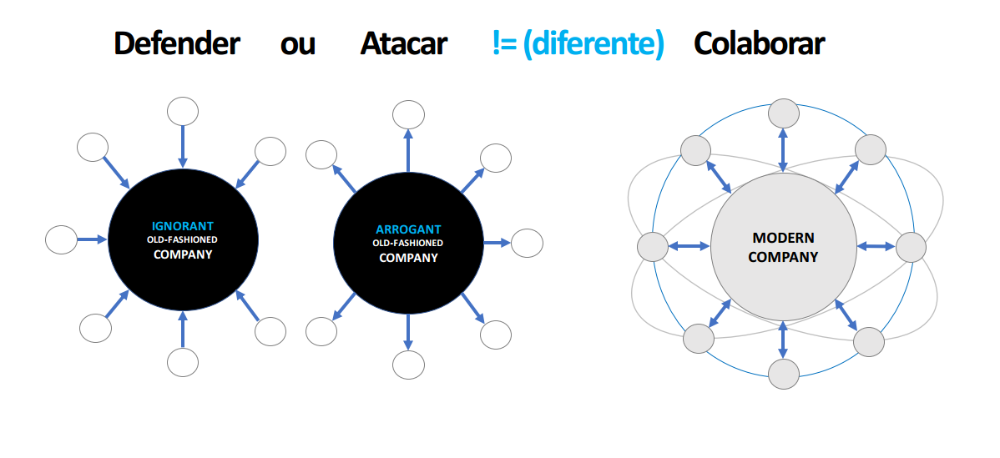 Defender ou Atacar != (diferente) Colaborar
IGNORANT
OLD-FASHIONED
COMPANY
ARROGANT
OLD-FASHIONED
COMPANY
MODERN
COMPANY